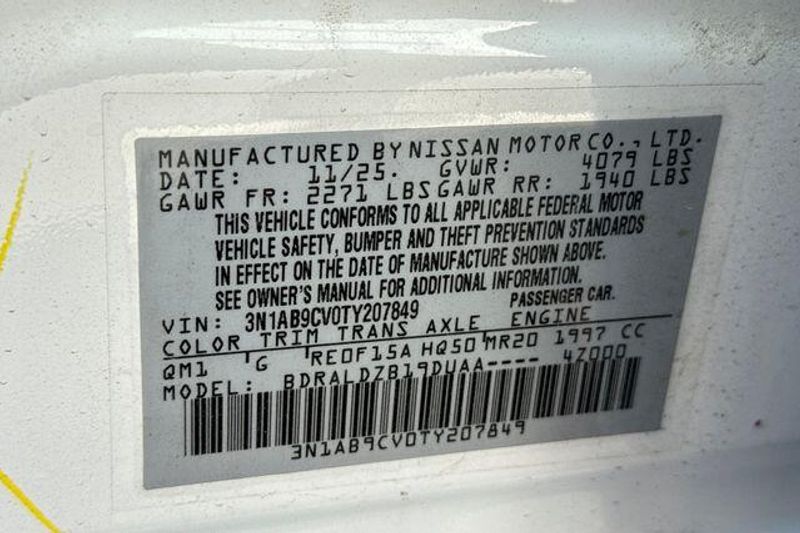 MANUFACTURED BY NISSAN MOTOR CO., LTD.
DATE: 11/25. GVWR: 4079 LBS
GAWR FR: 2271 LBS GAWR RR: 1940 LBS
THIS VEHICLE CONFORMS TO ALL APPLICABLE FEDERAL MOTOR
VEHICLE SAFETY, BUMPER AND THEFT PREVENTION STANDARDS
IN EFFECT ON THE DATE OF MANUFACTURE SHOWN ABOVE.
SEE OWNER'S MANUAL FOR ADDITIONAL INFORMATION.
VIN: 3N1AB9CV0TY207849 PASSENGER CAR.
COLOR TRIM TRANS AXLE ENGINE
QM1 G RE0F15A HQ50 MR20 1997 CC
MODEL: BDRALDZB19DUAA---- 4Z000
3N1AB9CV0TY207849